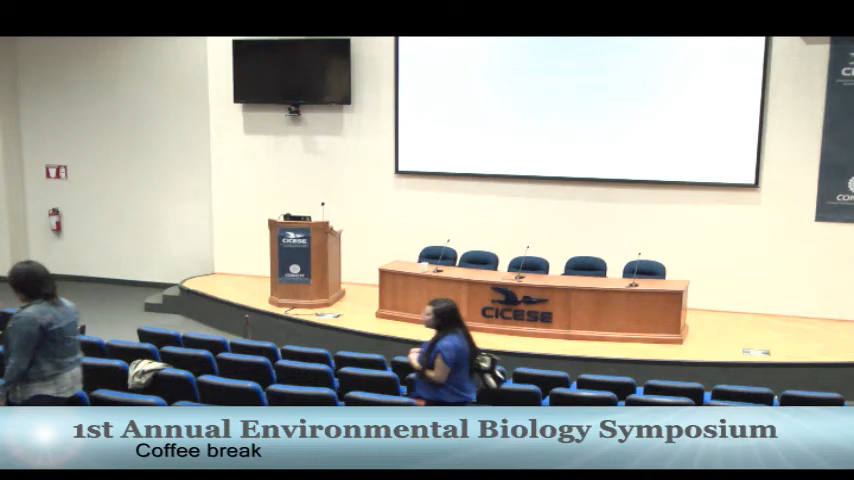 CICESE
CICESE
1st Annual Environmental Biology Symposium
Coffee break